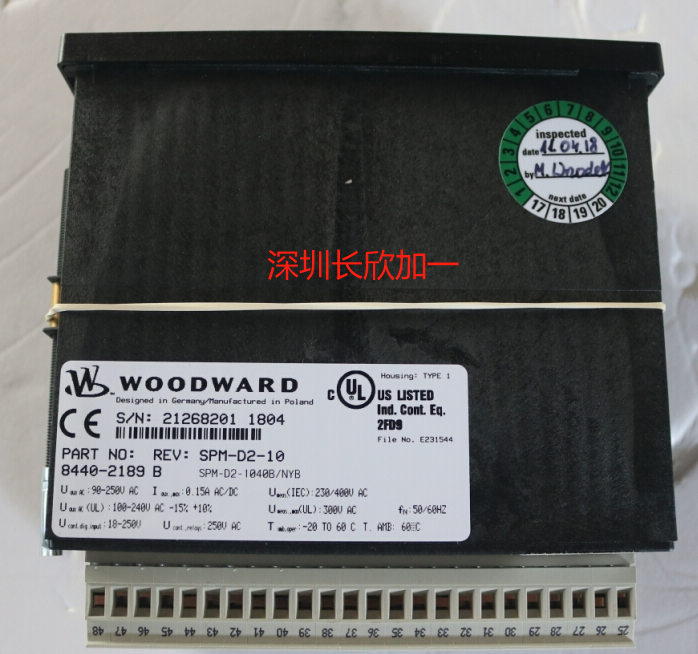 1 2 3 4 5 6 7 8 9 10 11 12
inspected
date 11.04.18
by
next date
17 18 19 20
深圳长欣加一
WOODWARD
Designed in Germany/Manufactured in Poland
CE
S/N: 21268201 1804
PART NO: REV: SPM-D2-10
8440-2189 B SPM-D2-1040B/NYB
Housing: TYPE 1
C UL US LISTED
Ind. Cont. Eq.
2FD9
File No. E231544
U aux AC : 90-250V AC I aux ,max : 0.15A AC/DC
U aux AC (UL) : 100-240V AC -15% +10%
U cont.dig.input : 18-250V U cont.,relays : 250V AC
U meas.(IEC): 230/400V AC
U meas.,max(UL): 300V AC fN: 50/60HZ
T amb,oper: -20 TO 60 C T. AMB: 60 C
48 47 46 45 44 43 42 41 40 39 38 37 36 35 34 33 32 31 30 29 28 27 26 25